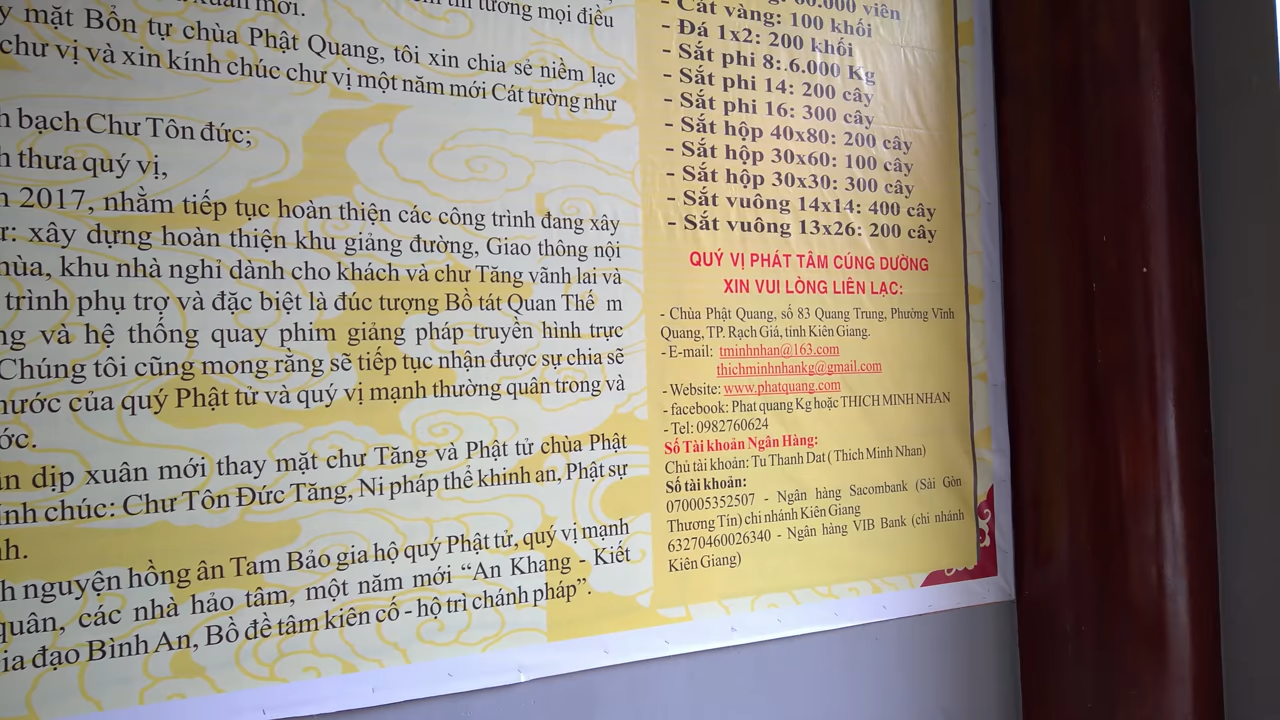 mới.
tường mọi điều
mặt Bổn tự chùa Phật Quang, tôi xin chia sẻ niềm lạc
chư vị và xin kính chúc chư vị một năm mới Cát tường như
bạch Chư Tôn đức;
thưa quý vị,
2017, nhằm tiếp tục hoàn thiện các công trình đang xây
xây dựng hoàn thiện khu giảng đường, Giao thông nội
khu nhà nghỉ dành cho khách và chư Tăng vãnh lai và
trình phụ trợ và đặc biệt là đúc tượng Bồ tát Quan Thế m
và hệ thống quay phim giảng pháp truyền hình trực
Chúng tôi cũng mong rằng sẽ tiếp tục nhận được sự chia sẽ
của quý Phật tử và quý vị mạnh thường quân trong và
dịp xuân mới thay mặt chư Tăng và Phật tử chùa Phật
chúc: Chư Tôn Đức Tăng, Ni pháp thể khinh an, Phật sự
nguyện hồng ân Tam Bảo gia hộ quý Phật tử, quý vị mạnh
quân, các nhà hảo tâm, một năm mới “An Khang - Kiết
đạo Bình An, Bồ đề tâm kiên cố - hộ trì chánh pháp”.
viên
- Cát vàng: 100 khối
- Đá 1x2: 200 khối
- Sắt phi 8:.6.000 Kg
- Sắt phi 14: 200 cây
- Sắt phi 16: 300 cây
- Sắt hộp 40x80: 200 cây
- Sắt hộp 30x60: 100 cây
- Sắt hộp 30x30: 300 cây
- Sắt vuông 14x14: 400 cây
- Sắt vuông 13x26: 200 cây
QUÝ VỊ PHÁT TÂM CÚNG DƯỜNG
XIN VUI LÒNG LIÊN LẠC:
- Chùa Phật Quang, số 83 Quang Trung, Phường Vĩnh
Quang, TP. Rạch Giá, tỉnh Kiên Giang.
- E-mail: tminhnhan@163.com
thichminhnhankg@gmail.com
- Website: www.phatquang.com
- facebook: Phat quang Kg hoặc THICH MINH NHAN
- Tel: 0982760624
Số Tài khoản Ngân Hàng:
Chủ tài khoản: Tu Thanh Dat ( Thich Minh Nhan)
Số tài khoản:
070005352507 - Ngân hàng Sacombank (Sài Gòn
Thương Tín) chi nhánh Kiên Giang
63270460026340 - Ngân hàng VIB Bank (chi nhánh
Kiên Giang)